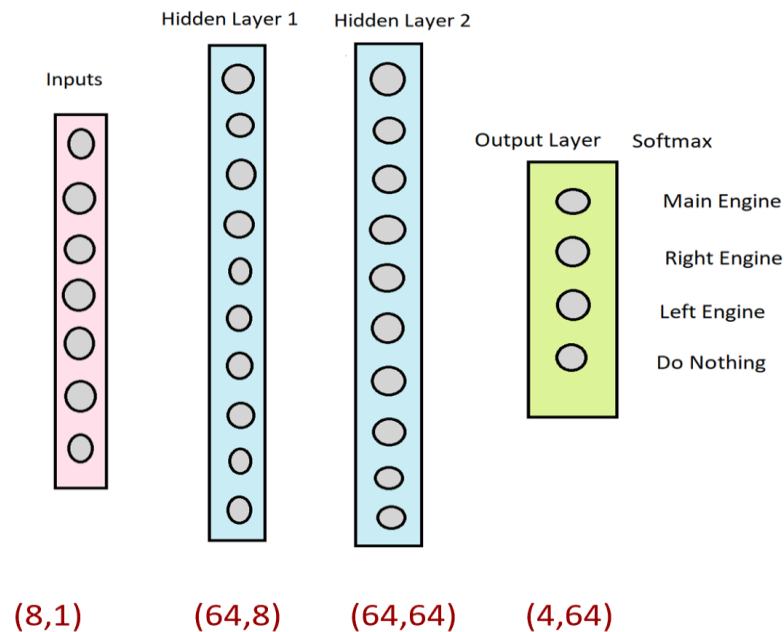 Hidden Layer 1
Hidden Layer 2
Inputs
Output Layer
Softmax
Main Engine
Right Engine
Left Engine
Do Nothing
(8,1)
(64,8)
(64,64)
(4,64)